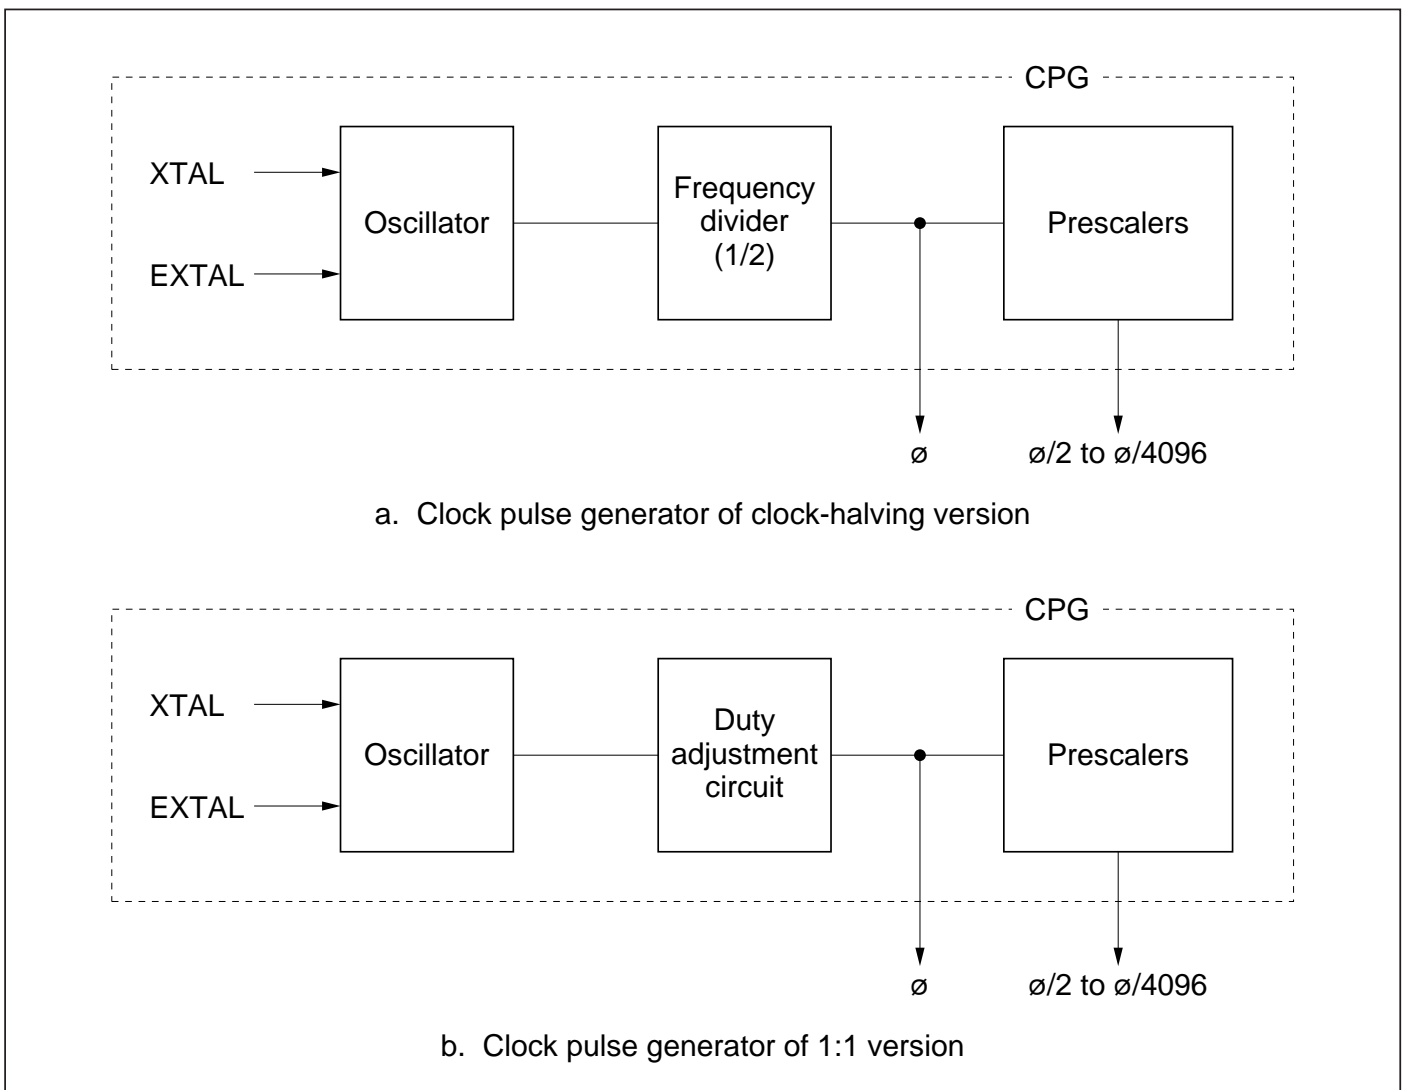 CPG
XTAL
EXTAL
Oscillator
Frequency
divider
(1/2)
Prescalers
ø
ø/2 to ø/4096
a. Clock pulse generator of clock-halving version
CPG
XTAL
EXTAL
Oscillator
Duty
adjustment
circuit
Prescalers
ø
ø/2 to ø/4096
b. Clock pulse generator of 1:1 version